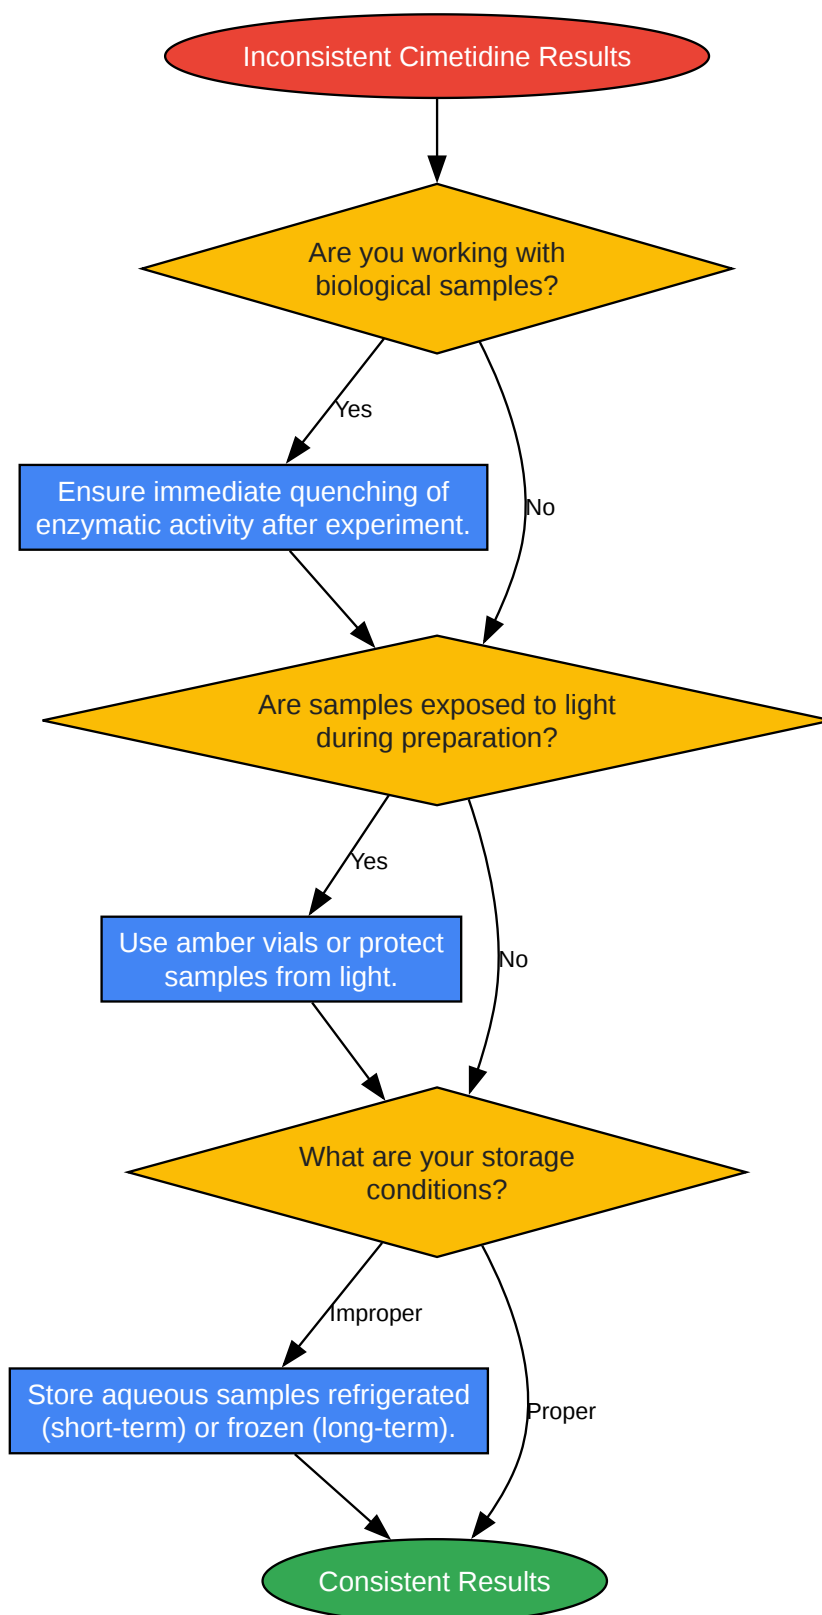 Inconsistent Cimetidine Results
Are you working with
biological samples?
Yes
No
Ensure immediate quenching of
enzymatic activity after experiment.
Are samples exposed to light
during preparation?
Yes
No
Use amber vials or protect
samples from light.
What are your storage
conditions?
Improper
Proper
Store aqueous samples refrigerated
(short-term) or frozen (long-term).
Consistent Results